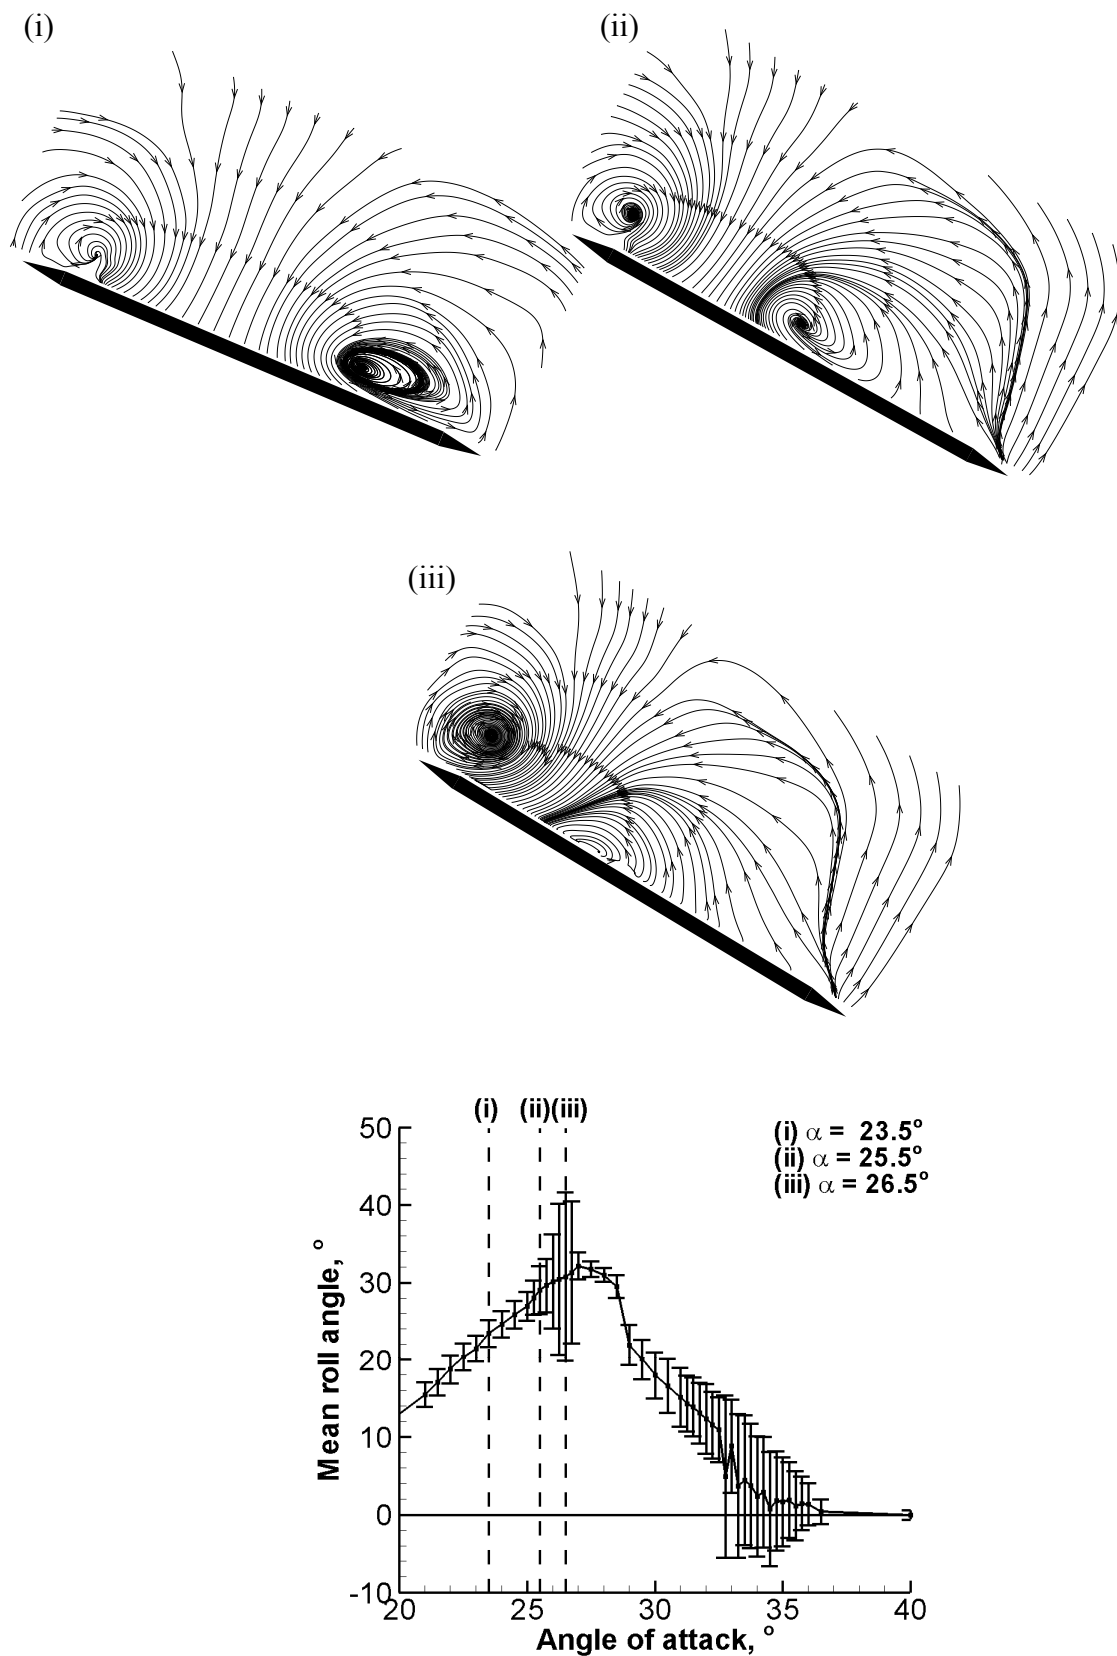 (i)
(ii)
(iii)
(i) (ii)(iii)
50
40
30
20
10
0
-10
Mean roll angle, °
(i) α = 23.5°
(ii) α = 25.5°
(iii) α = 26.5°
20 25 30 35 40
Angle of attack, °